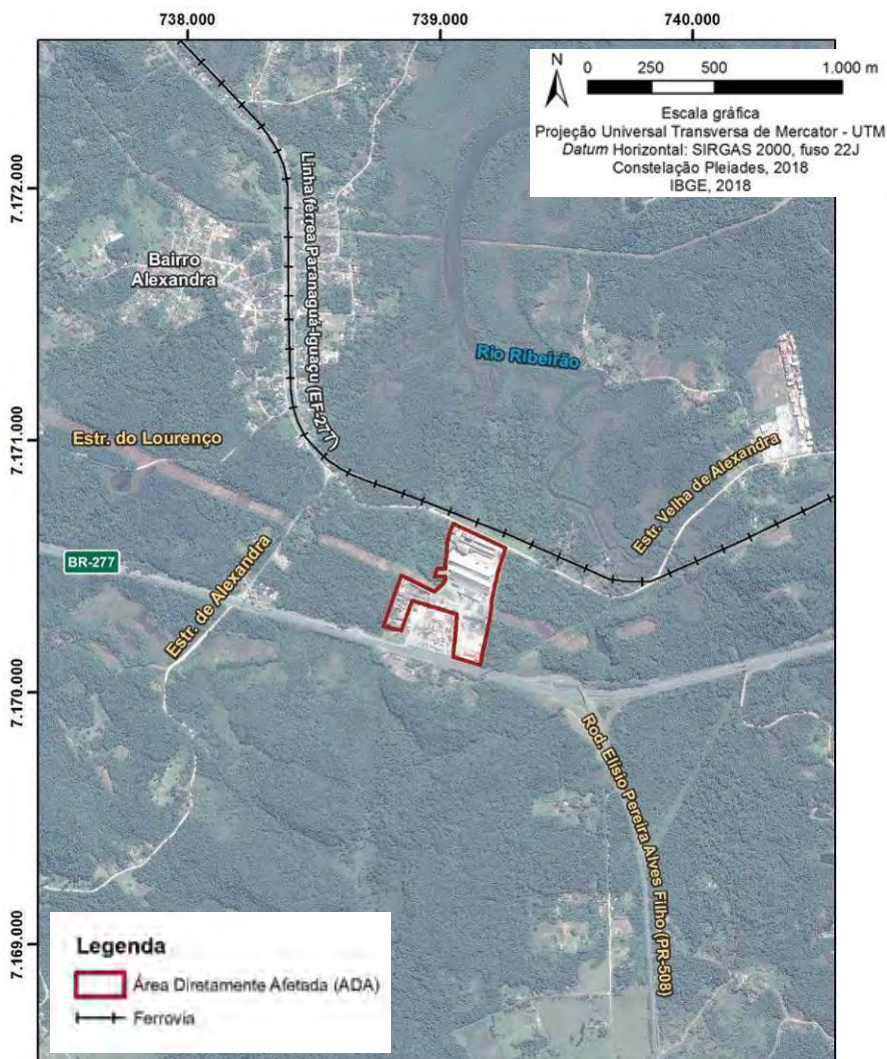 738.000
739.000
740.000
N
0 250 500 1.000 m
Escala gráfica
Projeção Universal Transversa de Mercator - UTM
Datum Horizontal: SIRGAS 2000, fuso 22J
Constelação Pleiades, 2018
IBGE, 2018
7.172.000
Linha férrea Paranaguá-Iguaçu (EF-277)
Bairro
Alexandra
Rio Ribeirão
7.171.000
Estr. do Lourenço
Estr. Velha de Alexandra
BR-277
Estr. de Alexandra
7.170.000
Rod. Elísio Pereira Alves Filho (PR-508)
7.169.000
Legenda
Área Diretamente Afetada (ADA)
Ferrovia